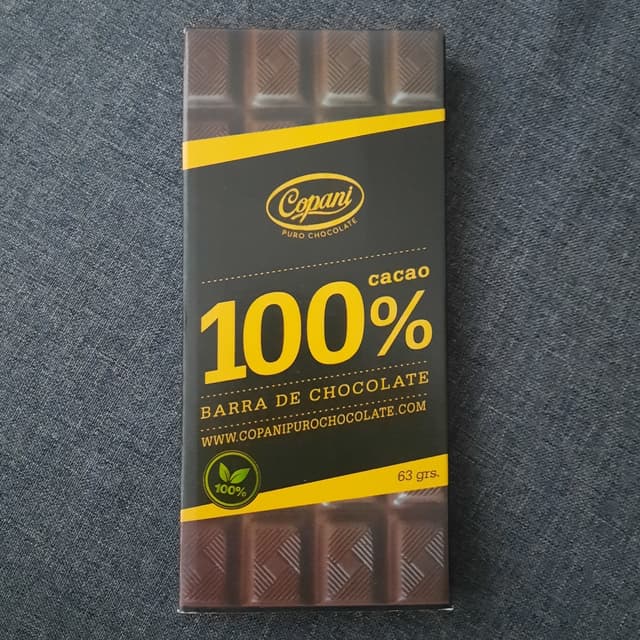 Copani
PURO CHOCOLATE
cacao
100%
BARRA DE CHOCOLATE
WWW.COPANIPUROCHOCOLATE.COM
63 grs.
100%